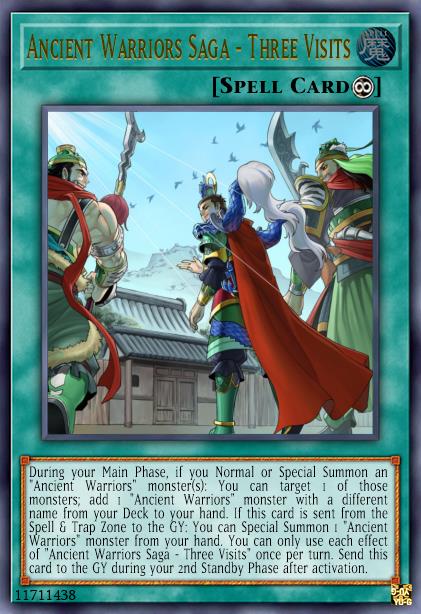 ANCIENT WARRIORS SAGA - THREE VISITS
魔
[SPELL CARD]
During your Main Phase, if you Normal or Special Summon an
"Ancient Warriors" monster(s): You can target 1 of those
monsters; add 1 "Ancient Warriors" monster with a different
name from your Deck to your hand. If this card is sent from the
Spell & Trap Zone to the GY: You can Special Summon 1 "Ancient
Warriors" monster from your hand. You can only use each effect
of "Ancient Warriors Saga - Three Visits" once per turn. Send this
card to the GY during your 2nd Standby Phase after activation.
11711438